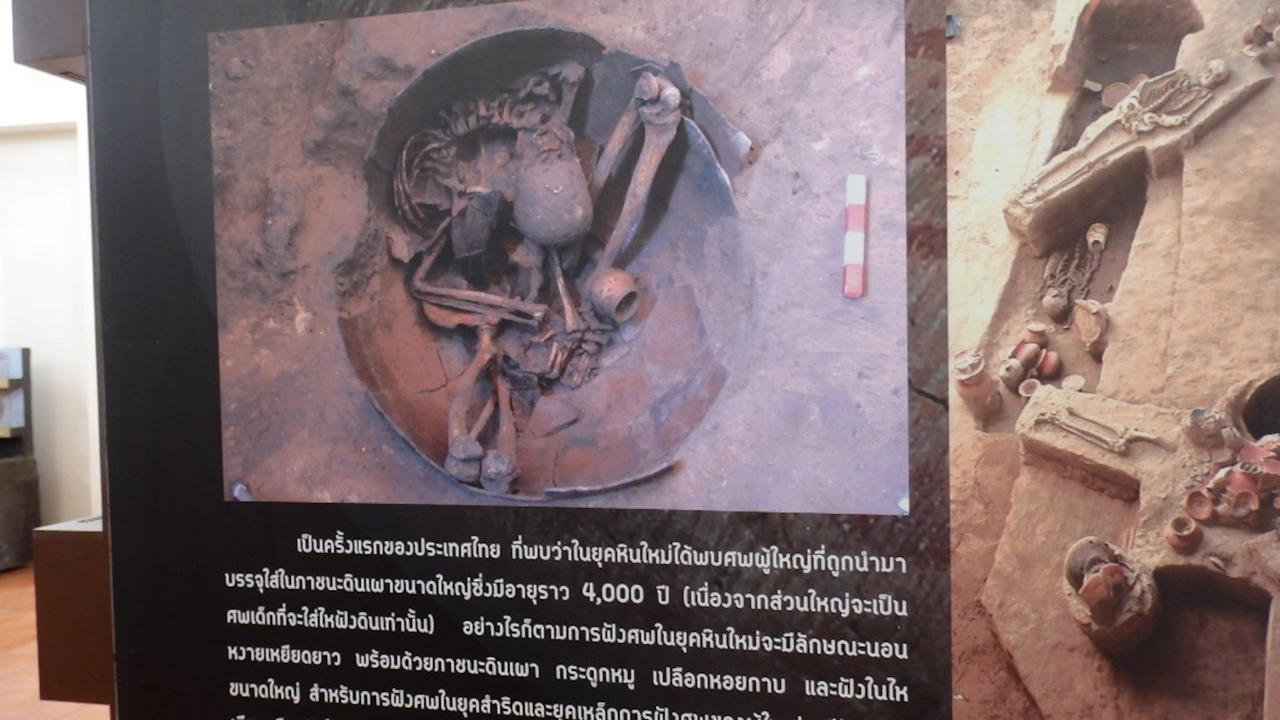 เป็นครั้งแรกของประเทศไทย ที่พบว่าในยุคหินใหม่ได้พบศพผู้ใหญ่ที่ถูกนำมา
บรรจุใส่ในภาชนะดินเผาขนาดใหญ่ซึ่งมีอายุราว 4,000 ปี (เนื่องจากส่วนใหญ่จะเป็น
ศพเด็กที่จะใส่ไหฝังดินเท่านั้น) อย่างไรก็ตามการฝังศพในยุคหินใหม่จะมีลักษณะนอน
หงายเหยียดยาว พร้อมด้วยภาชนะดินเผา กระดูกหมู เปลือกหอยกาบ และฝังในไห
ขนาดใหญ่ สำหรับการฝังศพในยุคสำริดและยุคเหล็กการฝังศพของผู้ใหญ่